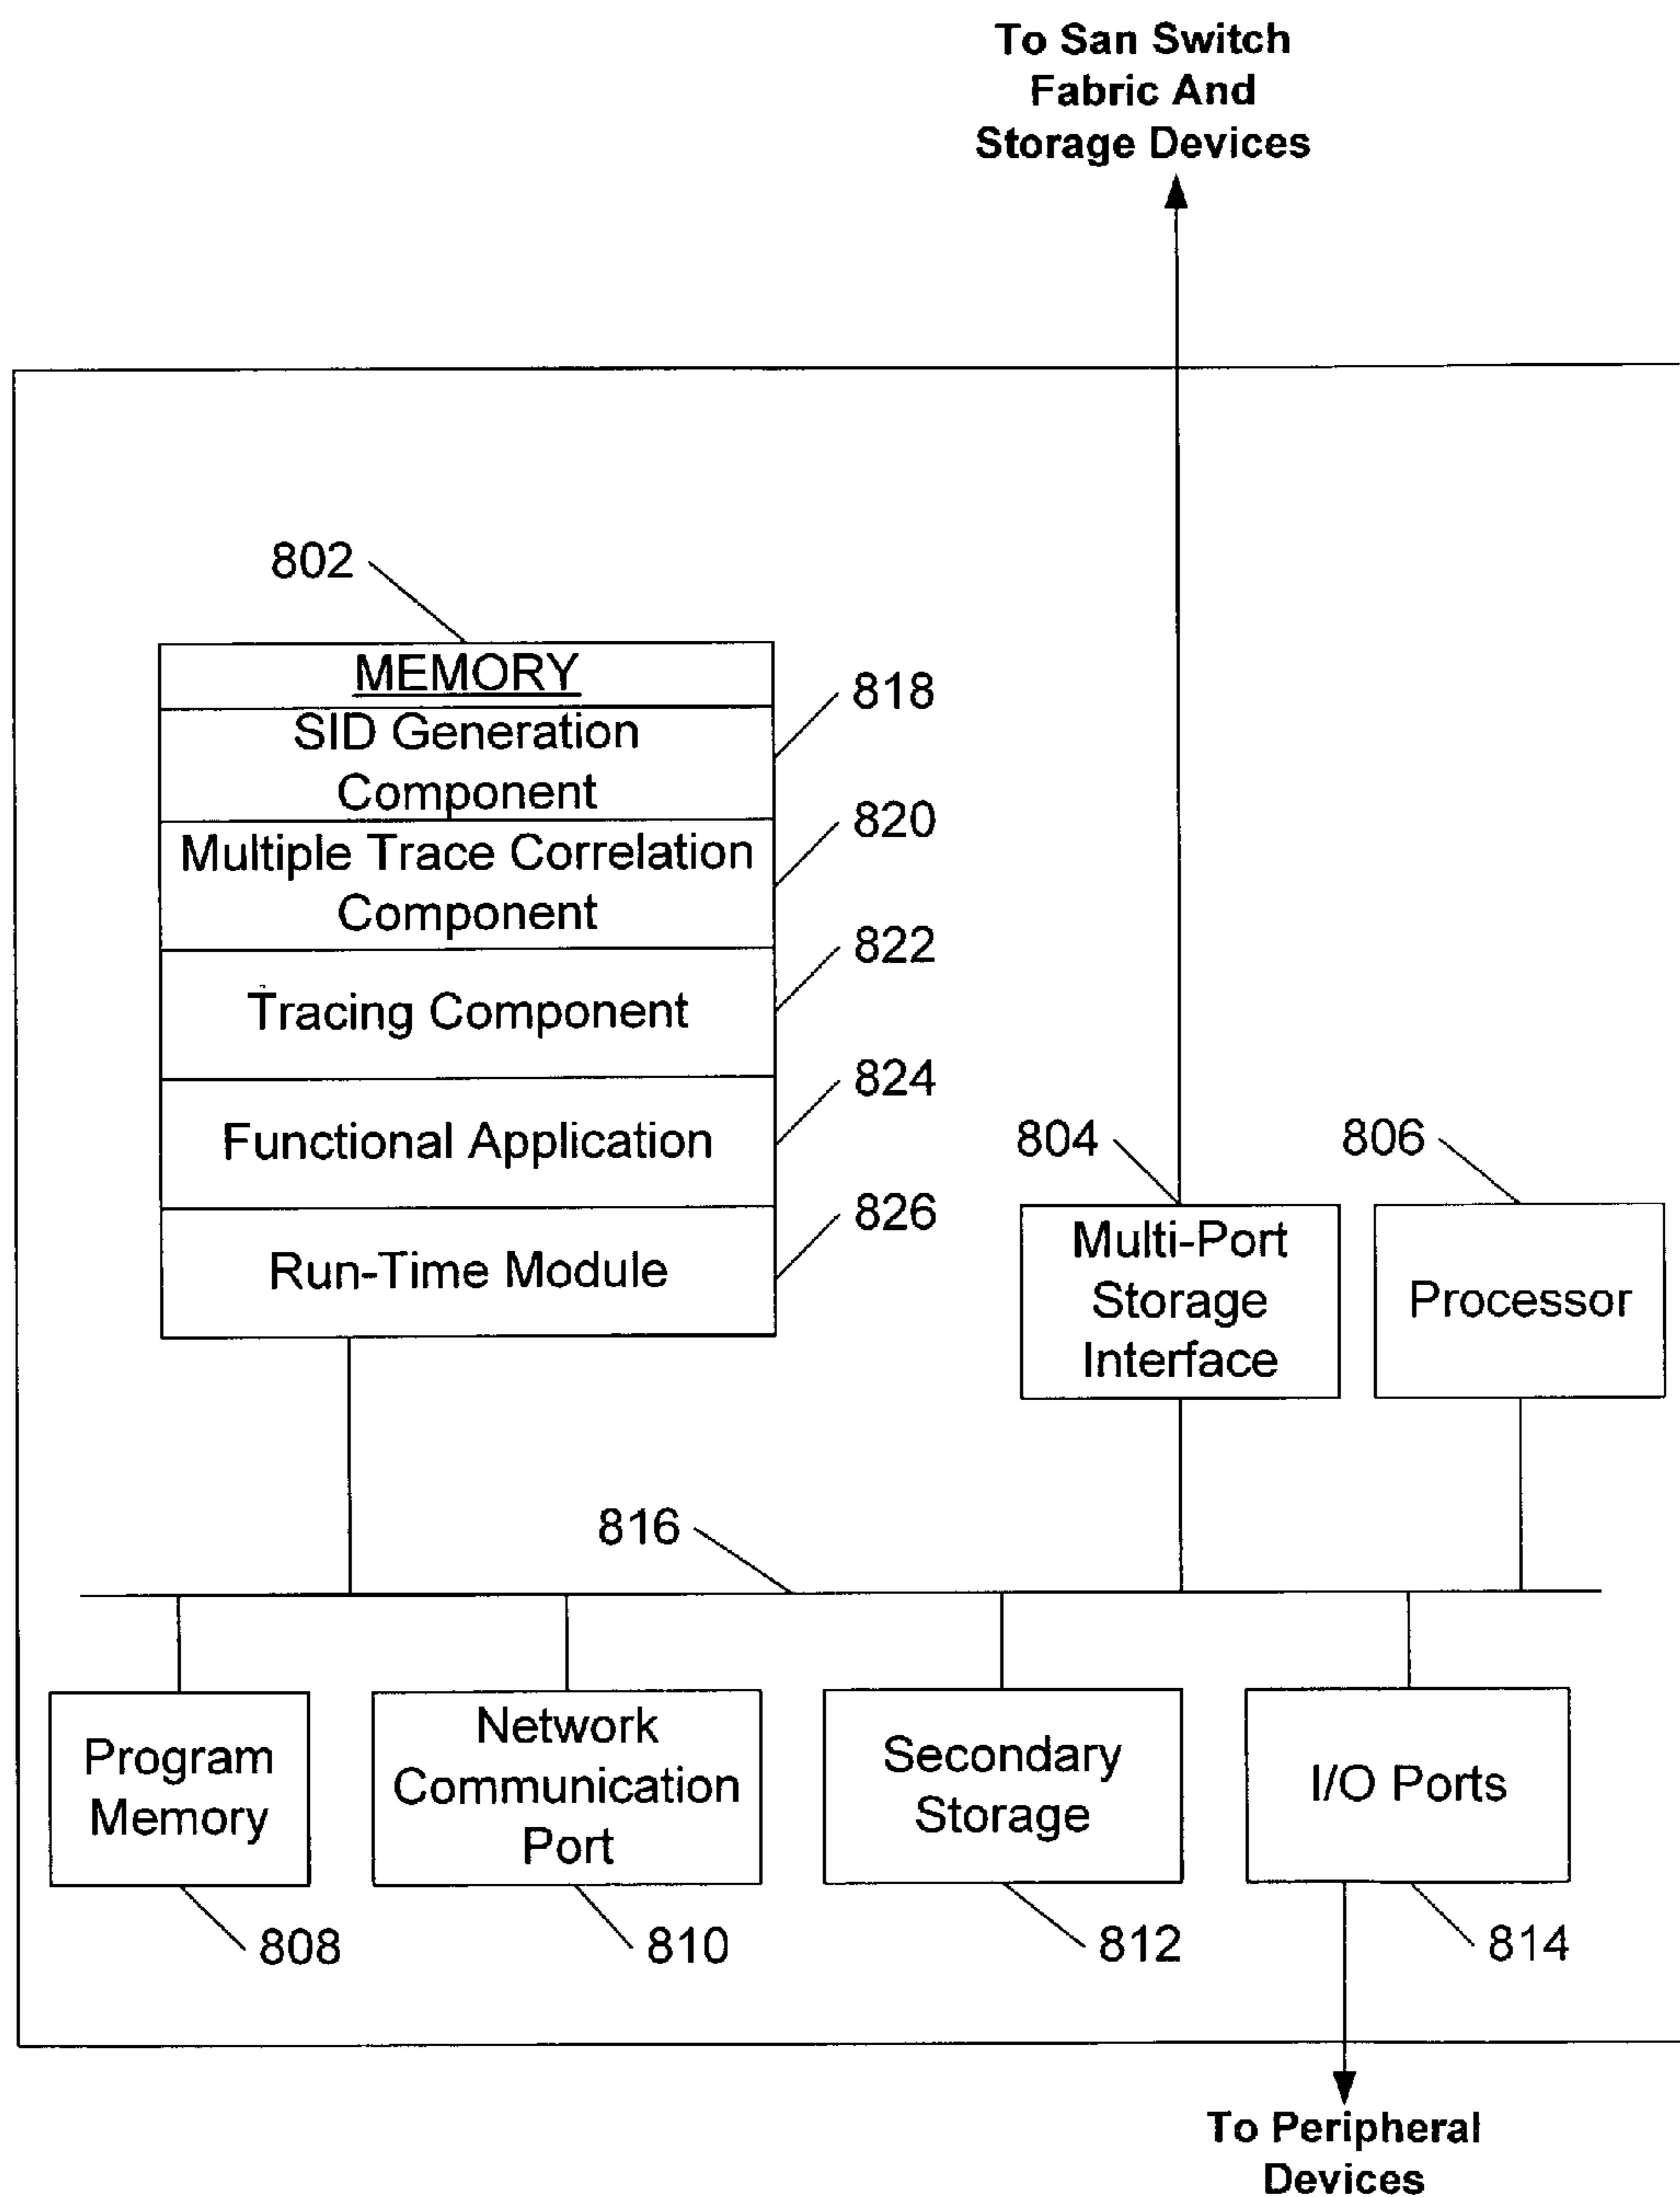 To San Switch
Fabric And
Storage Devices
802
MEMORY
818
SID Generation
Component
820
Multiple Trace Correlation
Component
822
Tracing Component
824
Functional Application
826
Run-Time Module
804
Multi-Port
Storage
Interface
806
Processor
816
Program
Memory
Network
Communication
Port
Secondary
Storage
I/O Ports
808
810
812
814
To Peripheral
Devices